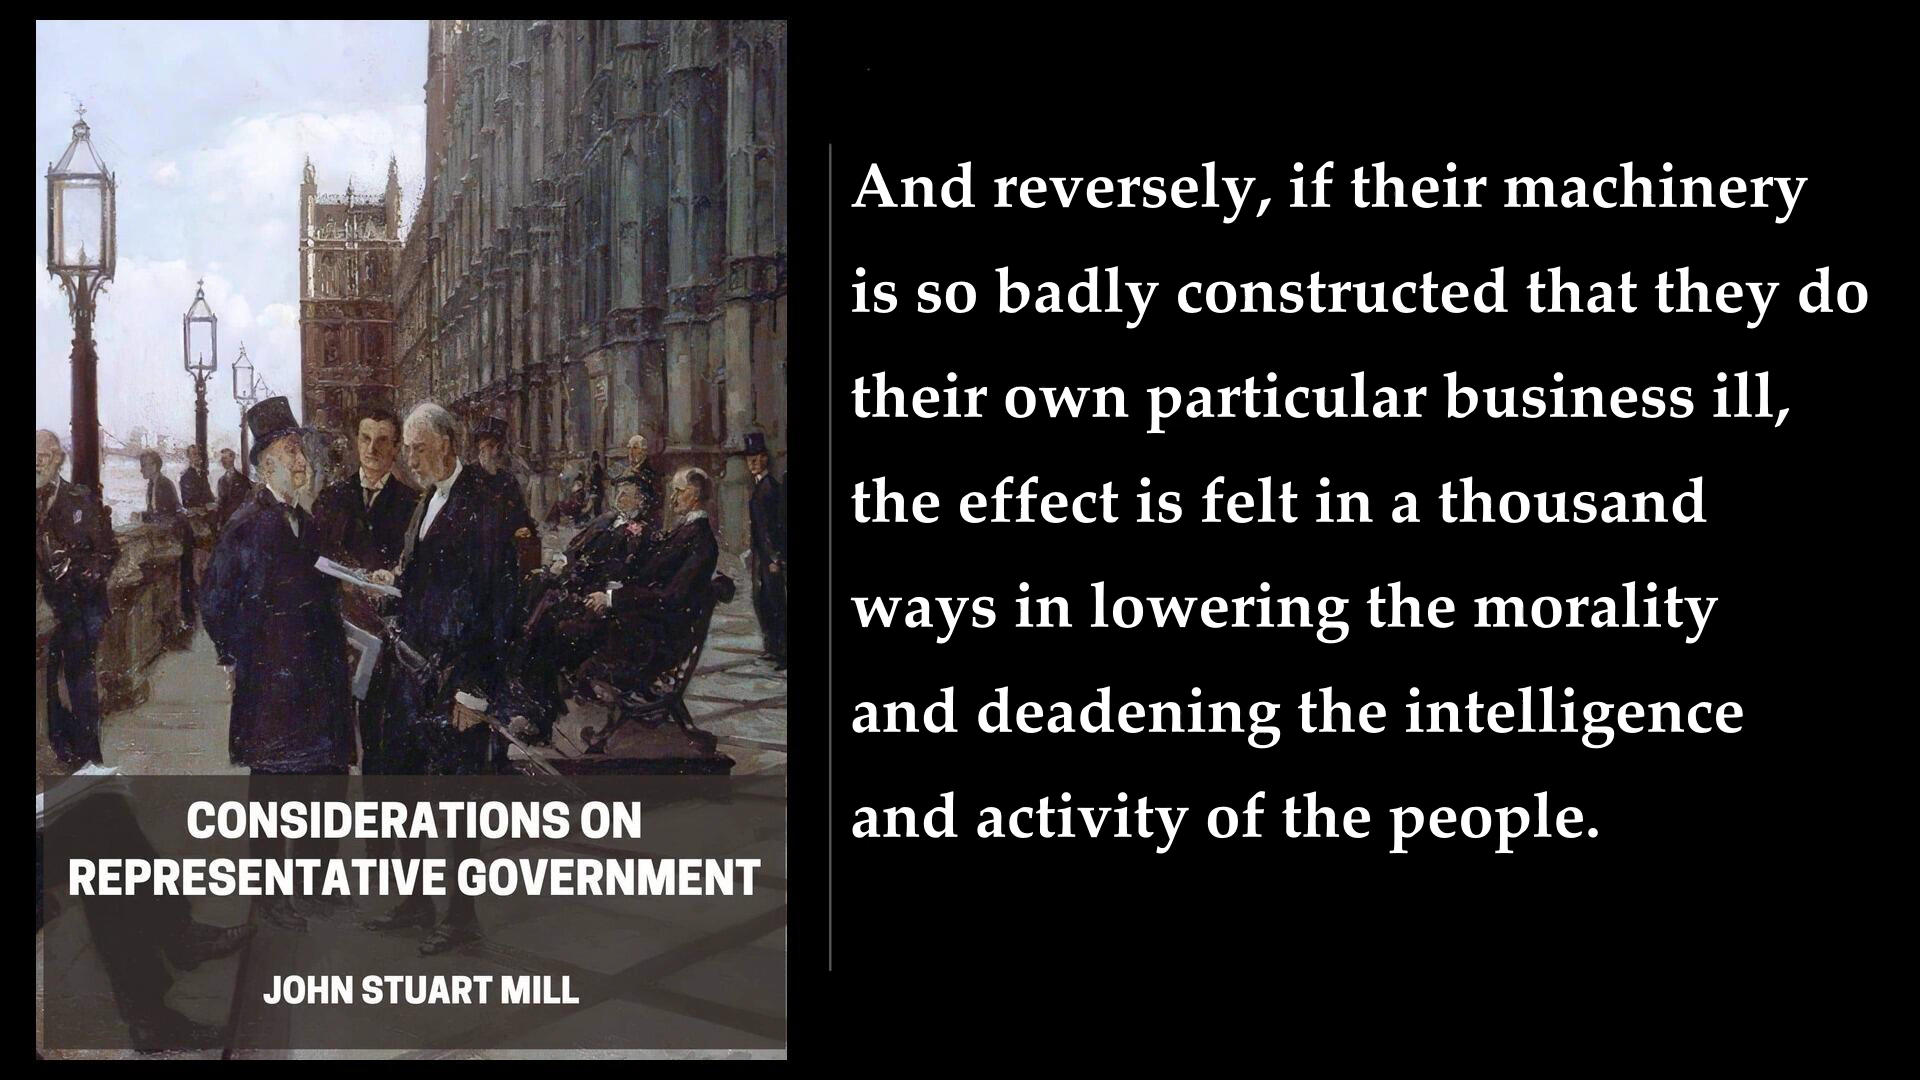 CONSIDERATIONS ON
REPRESENTATIVE GOVERNMENT
JOHN STUART MILL
And reversely, if their machinery
is so badly constructed that they do
their own particular business ill,
the effect is felt in a thousand
ways in lowering the morality
and deadening the intelligence
and activity of the people.